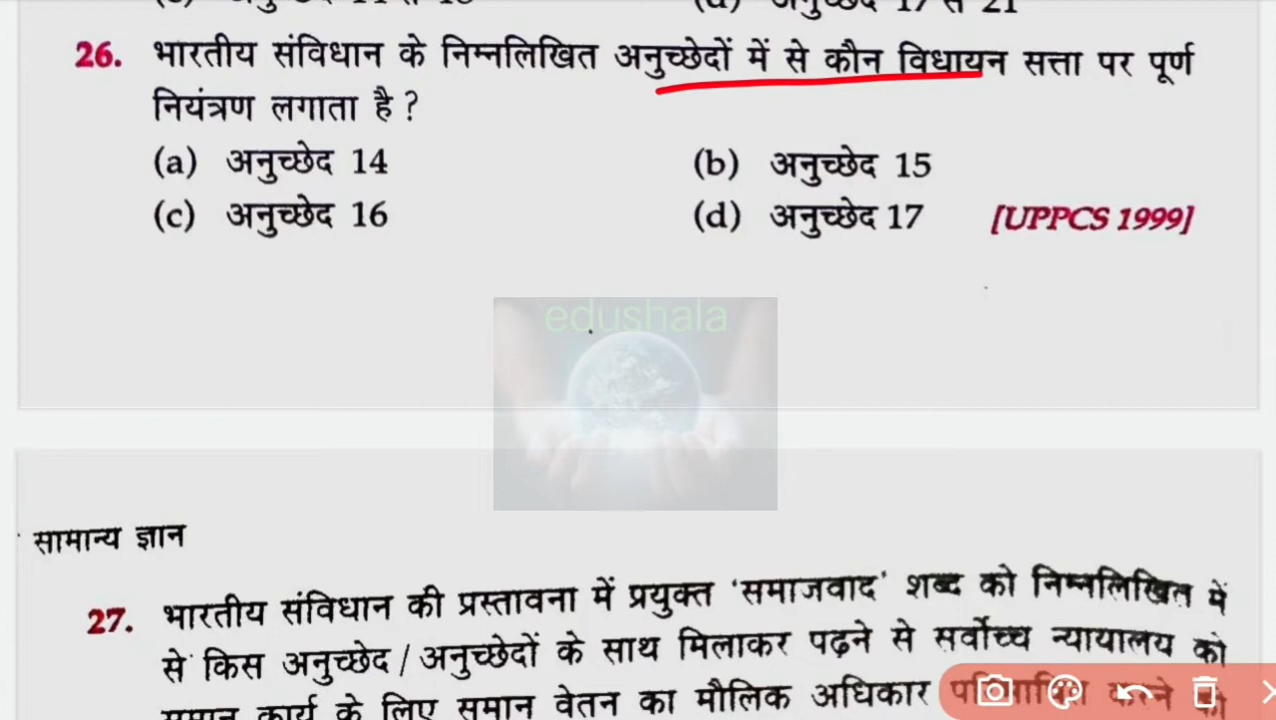 26. भारतीय संविधान के निम्नलिखित अनुच्छेदों में से कौन विधायन सत्ता पर पूर्ण
नियंत्रण लगाता है ?
(a) अनुच्छेद 14 (b) अनुच्छेद 15
(c) अनुच्छेद 16 (d) अनुच्छेद 17 [UPPCS 1999]
edushala
सामान्य ज्ञान
27. भारतीय संविधान की प्रस्तावना में प्रयुक्त 'समाजवाद' शब्द को निम्नलिखित में
से किस अनुच्छेद / अनुच्छेदों के साथ मिलाकर पढ़ने से सर्वोच्च न्यायालय को
समान कार्य के लिए समान वेतन का मौलिक अधिकार